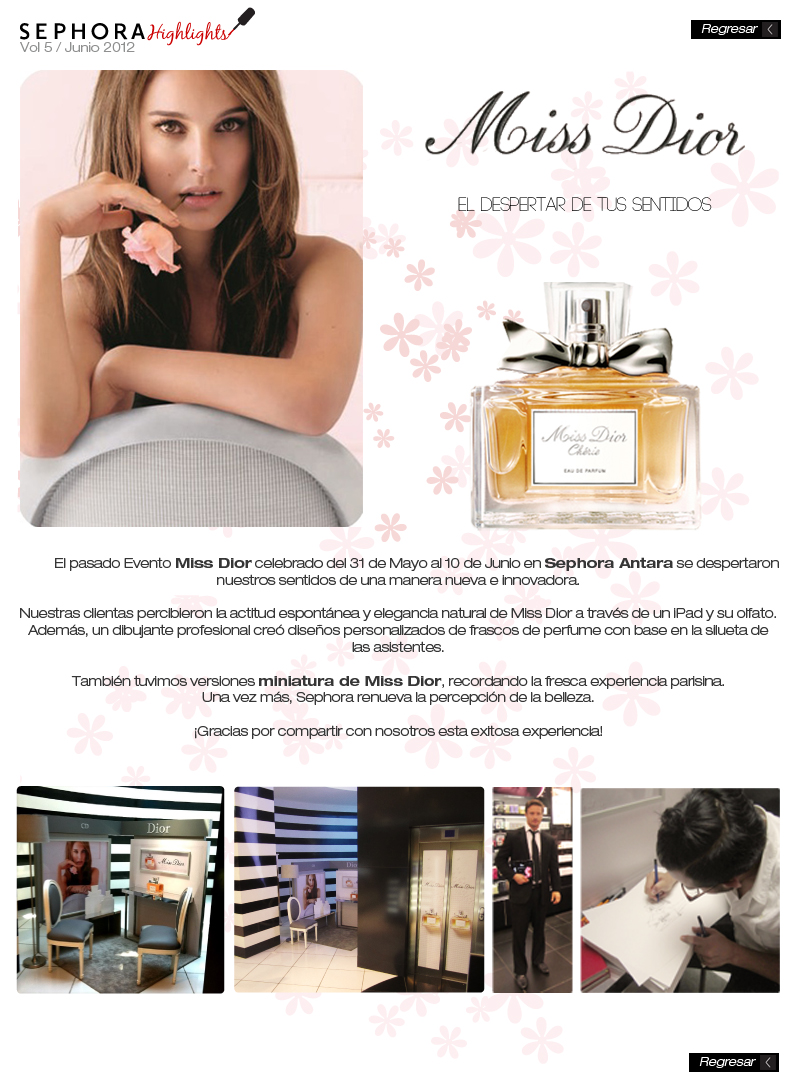 SEPHORA Highlights
Vol 5 / Junio 2012
Regresar
Miss Dior
EL DESPERTAR DE TUS SENTIDOS
Miss Dior
Chérie
EAU DE PARFUM
El pasado Evento Miss Dior celebrado del 31 de Mayo al 10 de Junio en Sephora Antara se despertaron
nuestros sentidos de una manera nueva e innovadora.
Nuestras clientas percibieron la actitud espontánea y elegancia natural de Miss Dior a través de un iPad y su olfato.
Además, un dibujante profesional creó diseños personalizados de frascos de perfume con base en la silueta de
las asistentes.
También tuvimos versiones miniatura de Miss Dior, recordando la fresca experiencia parisina.
Una vez más, Sephora renueva la percepción de la belleza.
¡Gracias por compartir con nosotros esta exitosa experiencia!
Dior
Miss Dior
Miss Dior
Miss Dior
Regresar